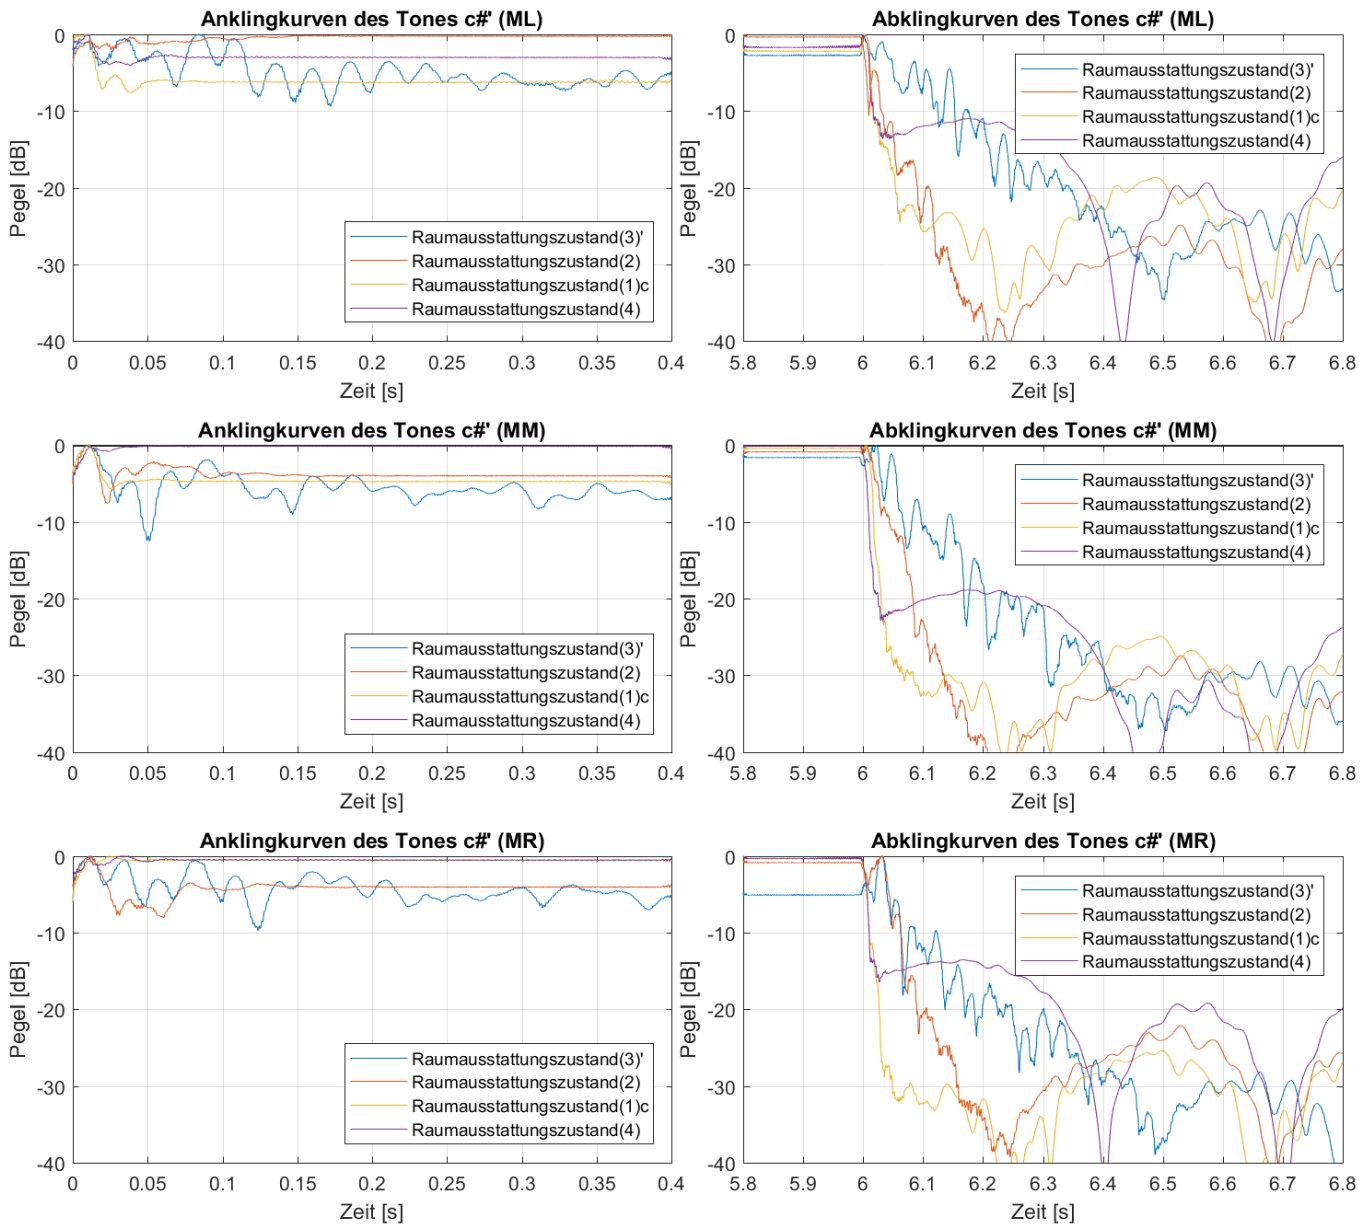 Anklingkurven des Tones c#' (ML)
Pegel [dB]
0
-10
-20
-30
-40
Raumausstattungszustand(3)'
Raumausstattungszustand(2)
Raumausstattungszustand(1)c
Raumausstattungszustand(4)
0 0.05 0.1 0.15 0.2 0.25 0.3 0.35 0.4
Zeit [s]
Abklingkurven des Tones c#' (ML)
Pegel [dB]
0
-10
-20
-30
-40
Raumausstattungszustand(3)'
Raumausstattungszustand(2)
Raumausstattungszustand(1)c
Raumausstattungszustand(4)
5.8 5.9 6 6.1 6.2 6.3 6.4 6.5 6.6 6.7 6.8
Zeit [s]
Anklingkurven des Tones c#' (MM)
Pegel [dB]
0
-10
-20
-30
-40
Raumausstattungszustand(3)'
Raumausstattungszustand(2)
Raumausstattungszustand(1)c
Raumausstattungszustand(4)
0 0.05 0.1 0.15 0.2 0.25 0.3 0.35 0.4
Zeit [s]
Abklingkurven des Tones c#' (MM)
Pegel [dB]
0
-10
-20
-30
-40
Raumausstattungszustand(3)'
Raumausstattungszustand(2)
Raumausstattungszustand(1)c
Raumausstattungszustand(4)
5.8 5.9 6 6.1 6.2 6.3 6.4 6.5 6.6 6.7 6.8
Zeit [s]
Anklingkurven des Tones c#' (MR)
Pegel [dB]
0
-10
-20
-30
-40
Raumausstattungszustand(3)'
Raumausstattungszustand(2)
Raumausstattungszustand(1)c
Raumausstattungszustand(4)
0 0.05 0.1 0.15 0.2 0.25 0.3 0.35 0.4
Zeit [s]
Abklingkurven des Tones c#' (MR)
Pegel [dB]
0
-10
-20
-30
-40
Raumausstattungszustand(3)'
Raumausstattungszustand(2)
Raumausstattungszustand(1)c
Raumausstattungszustand(4)
5.8 5.9 6 6.1 6.2 6.3 6.4 6.5 6.6 6.7 6.8
Zeit [s]